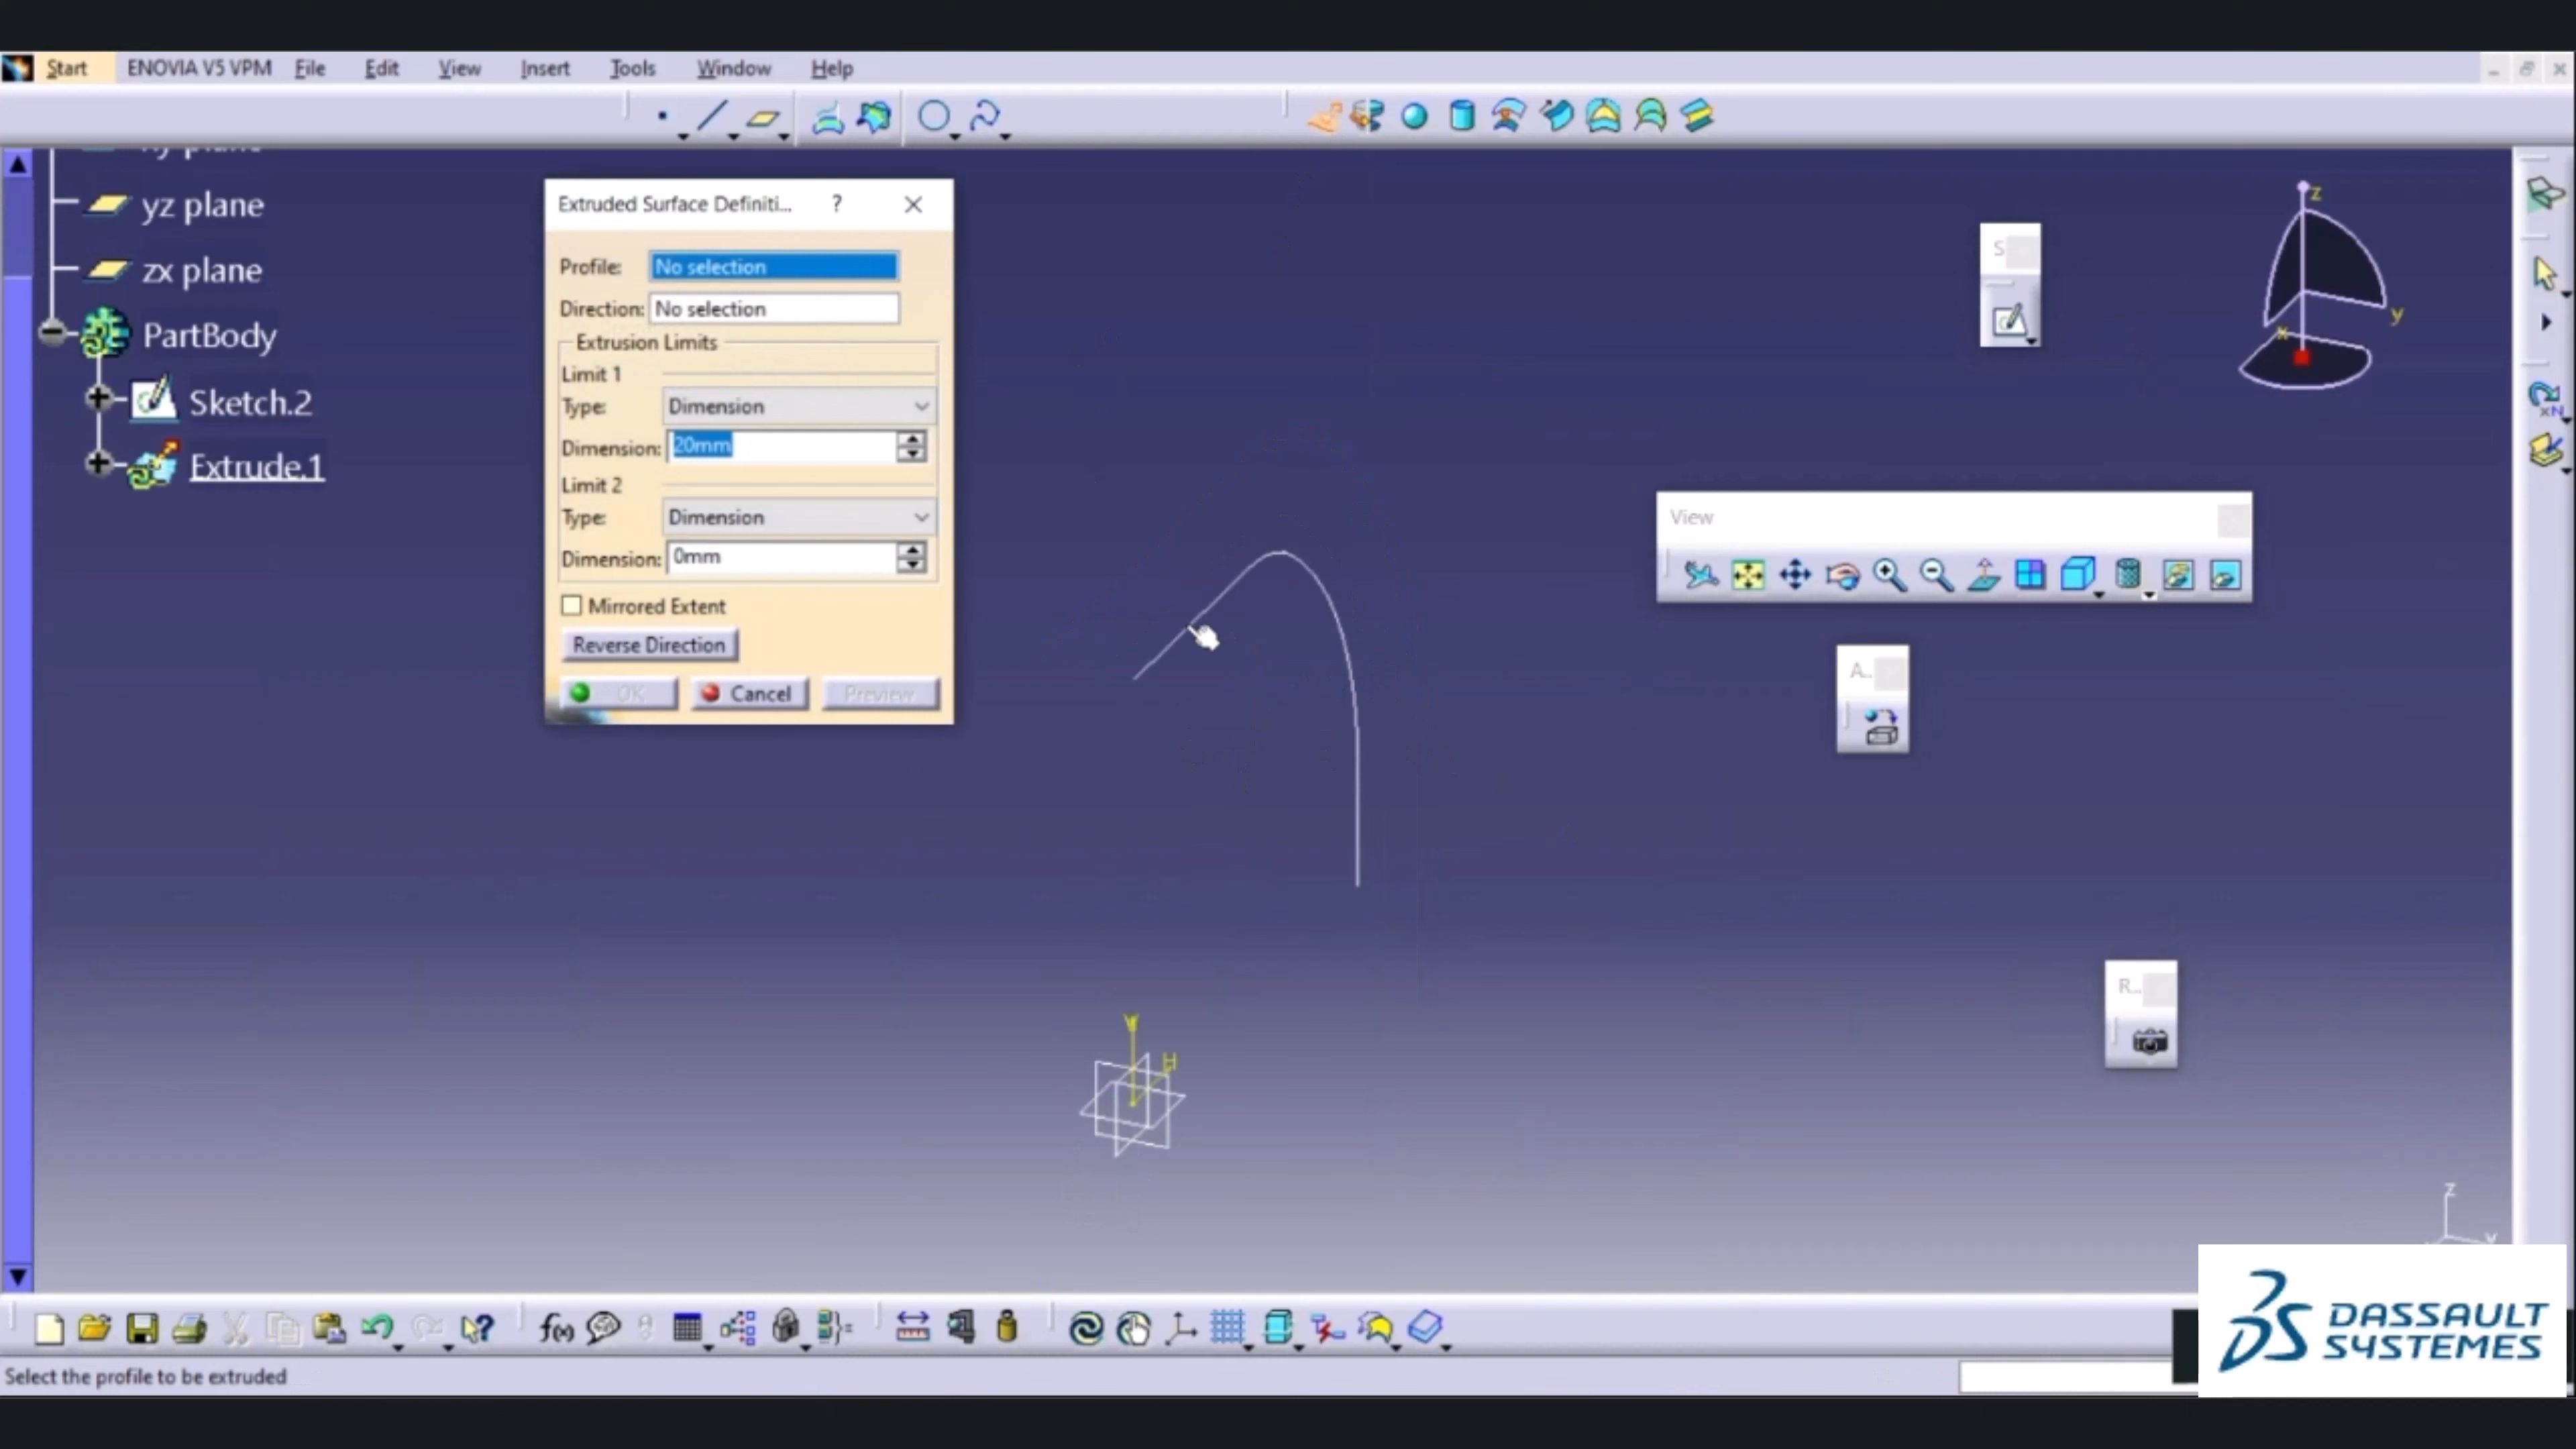 Start ENOVIA V5 VPM File Edit View Insert Tools Window Help
xy plane
yz plane
zx plane
PartBody
Sketch.2
Extrude.1
Extruded Surface Definiti... ?
Profile: No selection
Direction: No selection
Extrusion Limits
Limit 1
Type: Dimension
Dimension: 20mm
Limit 2
Type: Dimension
Dimension: 0mm
Mirrored Extent
Reverse Direction
OK Cancel Preview
S
z
y
x
View
A..
R...
V
H
z
y
f(x)
xN
DASSAULT
SYSTEMES
Select the profile to be extruded